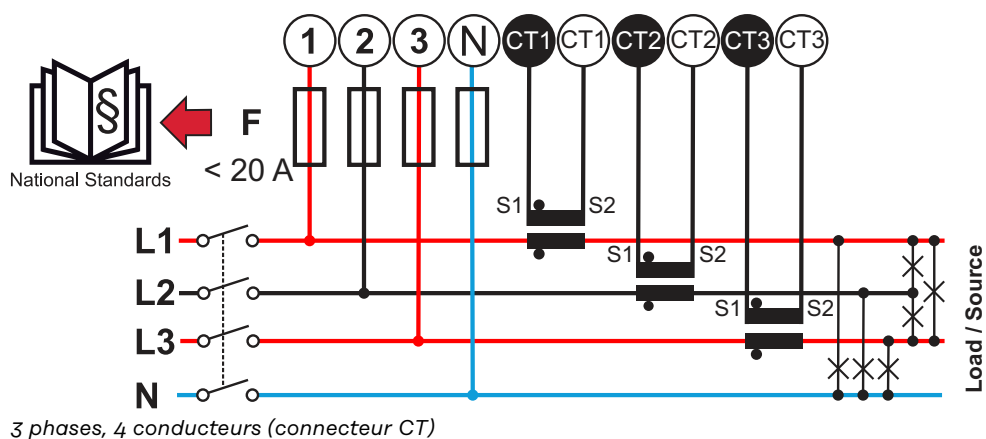 1 2 3 N CT1 CT1 CT2 CT2 CT3 CT3
§
F
< 20 A
National Standards
S1 S2
L1
S1 S2
L2
S1 S2
L3
N
Load / Source
3 phases, 4 conducteurs (connecteur CT)